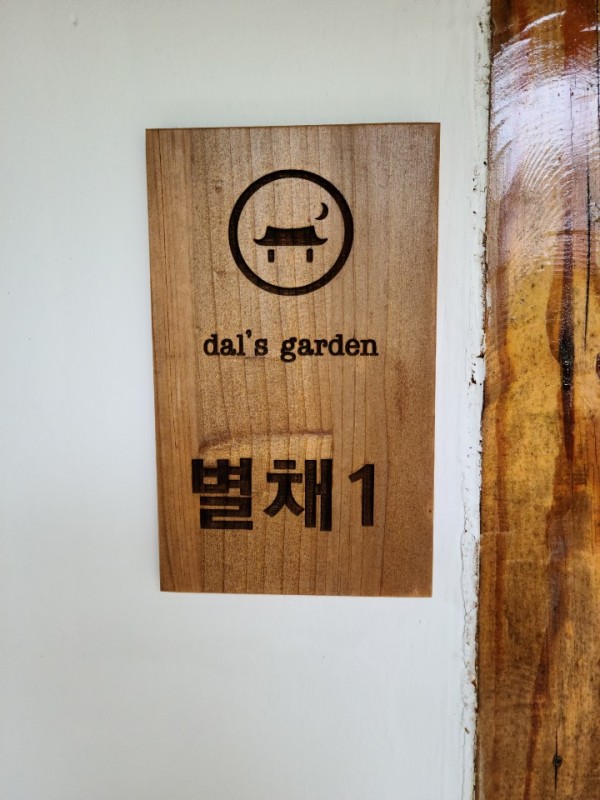 dal's garden
별채 1